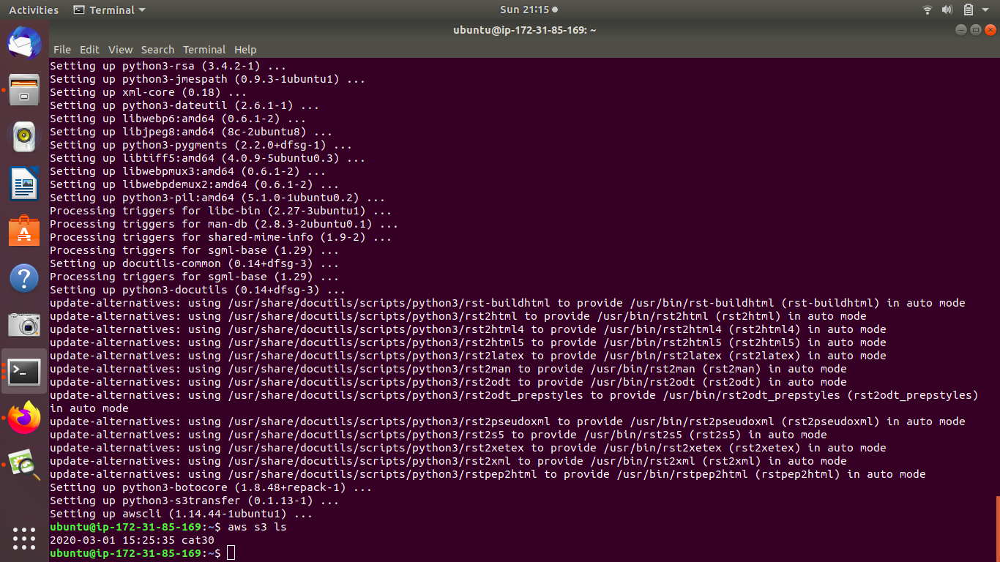 Activities Terminal Sun 21:15
ubuntu@ip-172-31-85-169: ~
File Edit View Search Terminal Help
Setting up python3-rsa (3.4.2-1) ...
Setting up python3-jmespath (0.9.3-1ubuntu1) ...
Setting up xml-core (0.18) ...
Setting up python3-dateutil (2.6.1-1) ...
Setting up libwebp6:amd64 (0.6.1-2) ...
Setting up libjpeg8:amd64 (8c-2ubuntu8) ...
Setting up python3-pygments (2.2.0+dfsg-1) ...
Setting up libtiff5:amd64 (4.0.9-5ubuntu0.3) ...
Setting up libwebpmux3:amd64 (0.6.1-2) ...
Setting up libwebpdemux2:amd64 (0.6.1-2) ...
Setting up python3-pil:amd64 (5.1.0-1ubuntu0.2) ...
Processing triggers for libc-bin (2.27-3ubuntu1) ...
Processing triggers for man-db (2.8.3-2ubuntu0.1) ...
Processing triggers for shared-mime-info (1.9-2) ...
Processing triggers for sgml-base (1.29) ...
Setting up docutils-common (0.14+dfsg-3) ...
Processing triggers for sgml-base (1.29) ...
Setting up python3-docutils (0.14+dfsg-3) ...
update-alternatives: using /usr/share/docutils/scripts/python3/rst-buildhtml to provide /usr/bin/rst-buildhtml (rst-buildhtml) in auto mode
update-alternatives: using /usr/share/docutils/scripts/python3/rst2html to provide /usr/bin/rst2html (rst2html) in auto mode
update-alternatives: using /usr/share/docutils/scripts/python3/rst2html4 to provide /usr/bin/rst2html4 (rst2html4) in auto mode
update-alternatives: using /usr/share/docutils/scripts/python3/rst2html5 to provide /usr/bin/rst2html5 (rst2html5) in auto mode
update-alternatives: using /usr/share/docutils/scripts/python3/rst2latex to provide /usr/bin/rst2latex (rst2latex) in auto mode
update-alternatives: using /usr/share/docutils/scripts/python3/rst2man to provide /usr/bin/rst2man (rst2man) in auto mode
update-alternatives: using /usr/share/docutils/scripts/python3/rst2odt to provide /usr/bin/rst2odt (rst2odt) in auto mode
update-alternatives: using /usr/share/docutils/scripts/python3/rst2odt_prepstyles to provide /usr/bin/rst2odt_prepstyles (rst2odt_prepstyles)
in auto mode
update-alternatives: using /usr/share/docutils/scripts/python3/rst2pseudoxml to provide /usr/bin/rst2pseudoxml (rst2pseudoxml) in auto mode
update-alternatives: using /usr/share/docutils/scripts/python3/rst2s5 to provide /usr/bin/rst2s5 (rst2s5) in auto mode
update-alternatives: using /usr/share/docutils/scripts/python3/rst2xetex to provide /usr/bin/rst2xetex (rst2xetex) in auto mode
update-alternatives: using /usr/share/docutils/scripts/python3/rst2xml to provide /usr/bin/rst2xml (rst2xml) in auto mode
update-alternatives: using /usr/share/docutils/scripts/python3/rstpep2html to provide /usr/bin/rstpep2html (rstpep2html) in auto mode
Setting up python3-botocore (1.8.48+repack-1) ...
Setting up python3-s3transfer (0.1.13-1) ...
Setting up awscli (1.14.44-1ubuntu1) ...
ubuntu@ip-172-31-85-169:~$ aws s3 ls
2020-03-01 15:25:35 cat30
ubuntu@ip-172-31-85-169:~$